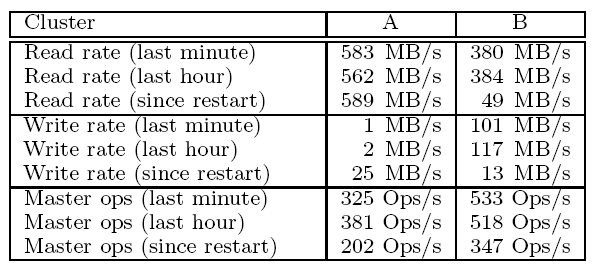 Cluster A B
Read rate (last minute) 583 MB/s 380 MB/s
Read rate (last hour) 562 MB/s 384 MB/s
Read rate (since restart) 589 MB/s 49 MB/s
Write rate (last minute) 1 MB/s 101 MB/s
Write rate (last hour) 2 MB/s 117 MB/s
Write rate (since restart) 25 MB/s 13 MB/s
Master ops (last minute) 325 Ops/s 533 Ops/s
Master ops (last hour) 381 Ops/s 518 Ops/s
Master ops (since restart) 202 Ops/s 347 Ops/s